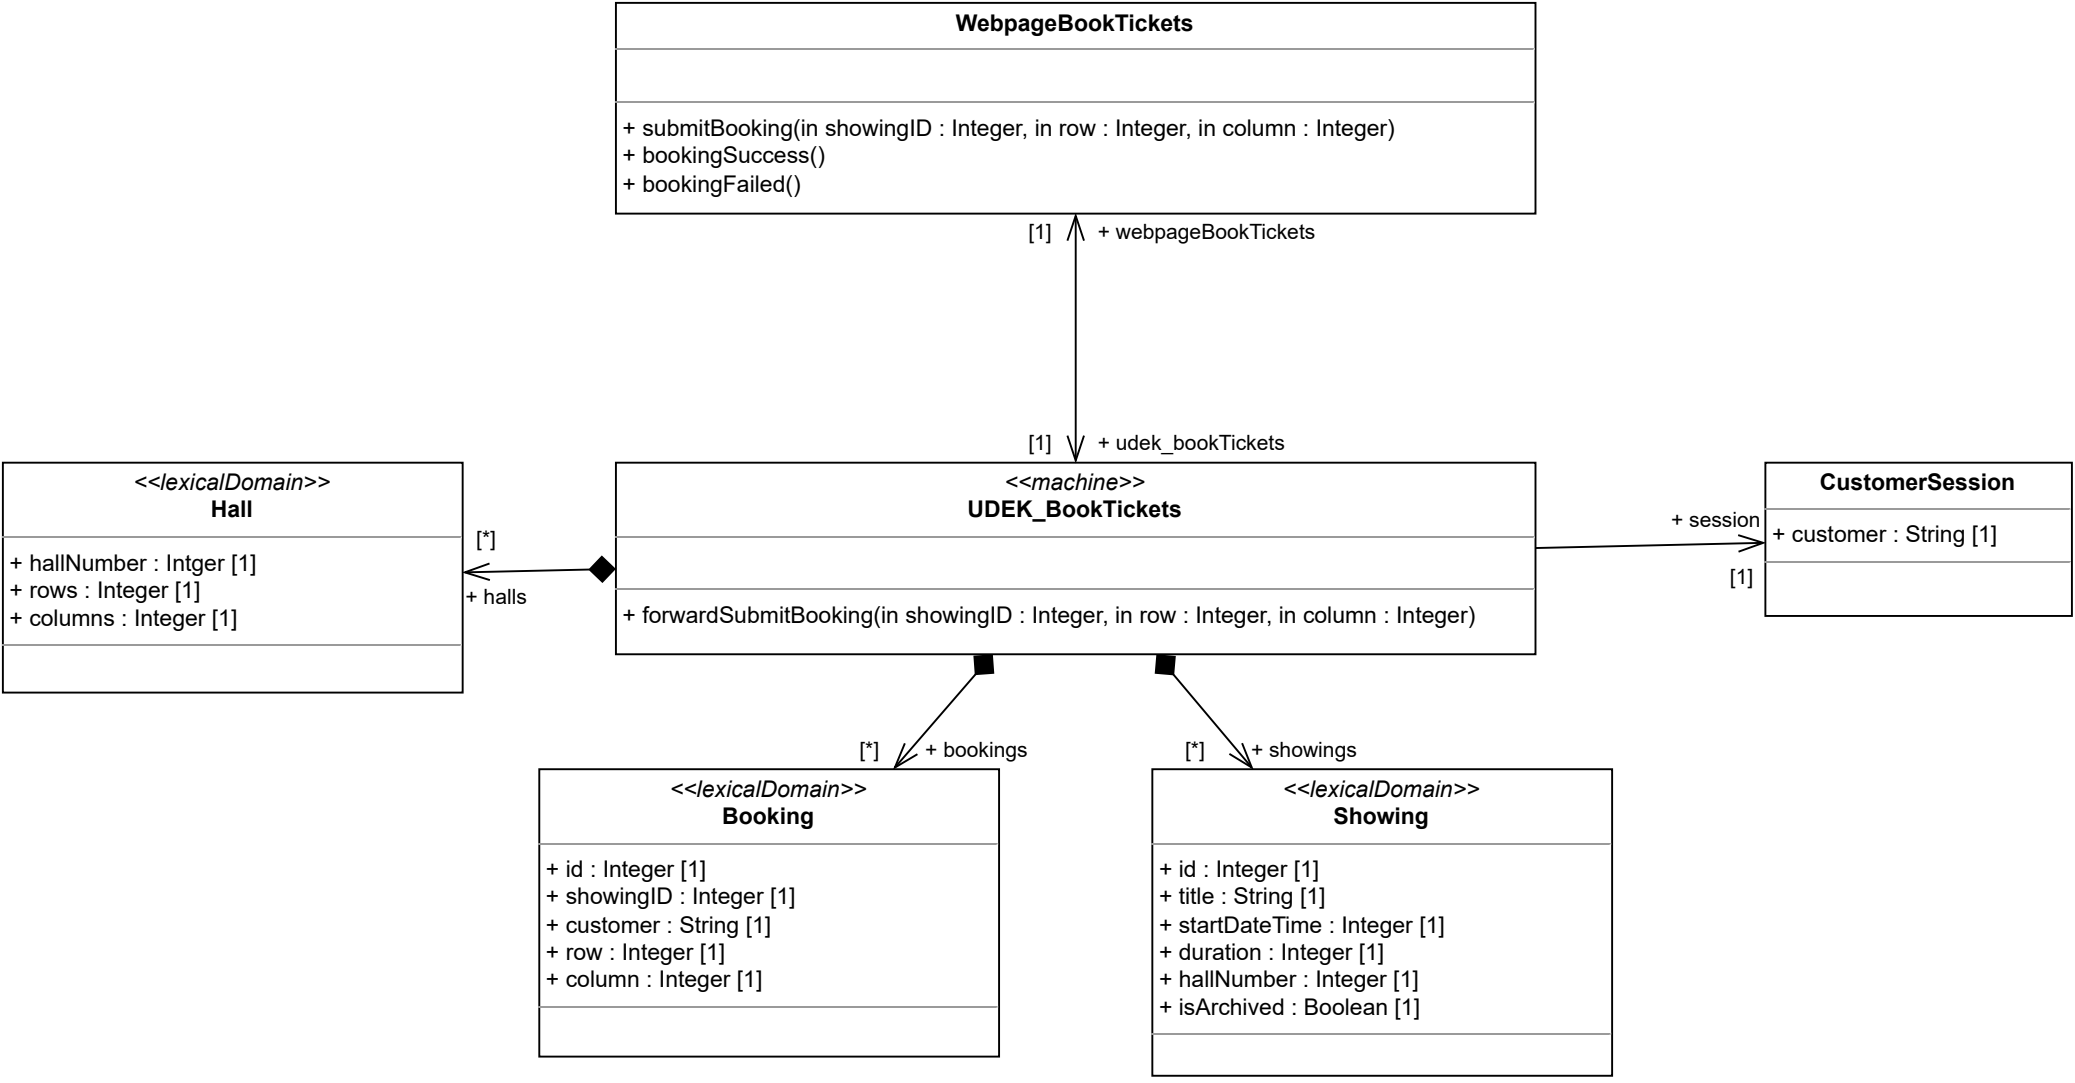 WebpageBookTickets
+ submitBooking(in showingID : Integer, in row : Integer, in column : Integer)
+ bookingSuccess()
+ bookingFailed()
[1]
+ webpageBookTickets
[1]
+ udek_bookTickets
<<lexicalDomain>>
Hall
+ hallNumber : Intger [1]
+ rows : Integer [1]
+ columns : Integer [1]
[*]
+ halls
<<machine>>
UDEK_BookTickets
+ forwardSubmitBooking(in showingID : Integer, in row : Integer, in column : Integer)
+ session
[1]
CustomerSession
+ customer : String [1]
[*]
+ bookings
[*]
+ showings
<<lexicalDomain>>
Booking
+ id : Integer [1]
+ showingID : Integer [1]
+ customer : String [1]
+ row : Integer [1]
+ column : Integer [1]
<<lexicalDomain>>
Showing
+ id : Integer [1]
+ title : String [1]
+ startDateTime : Integer [1]
+ duration : Integer [1]
+ hallNumber : Integer [1]
+ isArchived : Boolean [1]